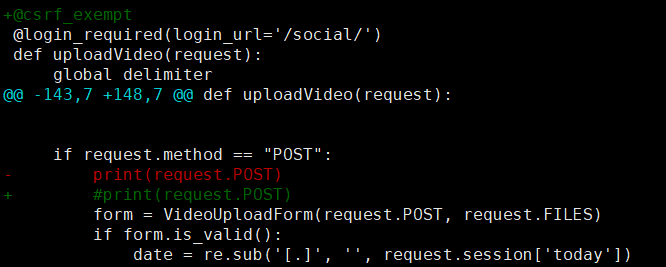 +@csrf_exempt
 @login_required(login_url='/social/')
 def uploadVideo(request):
     global delimiter
@@ -143,7 +148,7 @@ def uploadVideo(request):
     if request.method == "POST":
-        print(request.POST)
+        #print(request.POST)
         form = VideoUploadForm(request.POST, request.FILES)
         if form.is_valid():
             date = re.sub('[.]', '', request.session['today'])